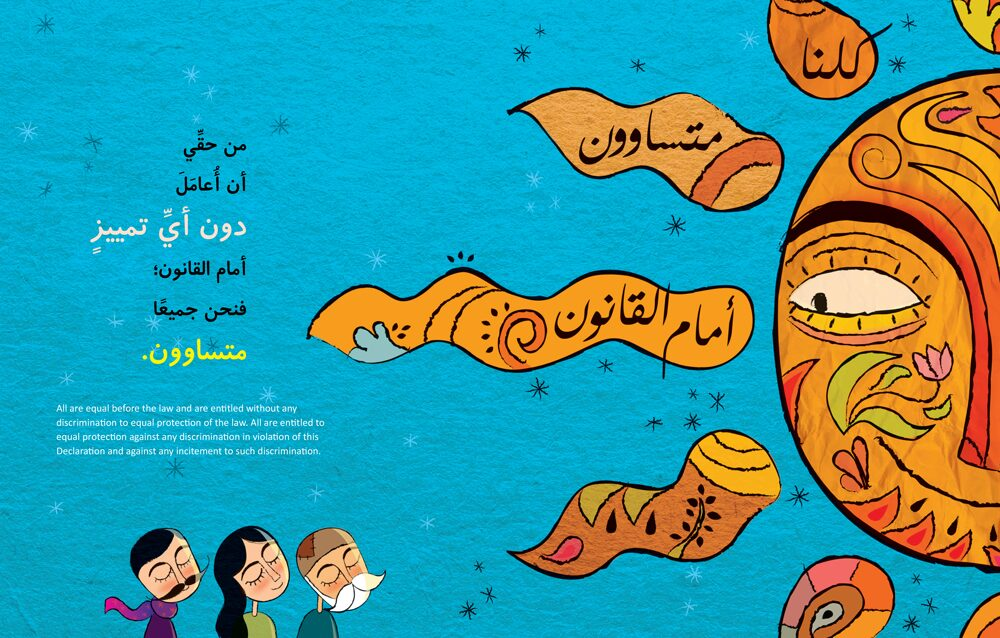 كلنا
متساوون
أمام القانون
من حقِّي
أن أُعامَلَ
دون أيِّ تمييزٍ
أمام القانون؛
فنحن جميعًا
متساوون.
All are equal before the law and are entitled without any
discrimination to equal protection of the law. All are entitled to
equal protection against any discrimination in violation of this
Declaration and against any incitement to such discrimination.